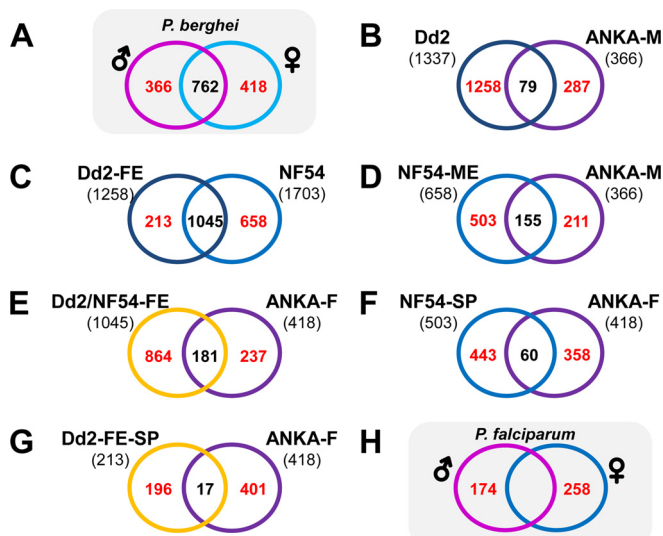 A
P. berghei
♂ ♀
366 762 418
B
Dd2 ANKA-M
(1337) (366)
1258 79 287
C
Dd2-FE NF54
(1258) (1703)
213 1045 658
D
NF54-ME ANKA-M
(658) (366)
503 155 211
E
Dd2/NF54-FE ANKA-F
(1045) (418)
864 181 237
F
NF54-SP ANKA-F
(503) (418)
443 60 358
G
Dd2-FE-SP ANKA-F
(213) (418)
196 17 401
H
P. falciparum
♂ ♀
174 258